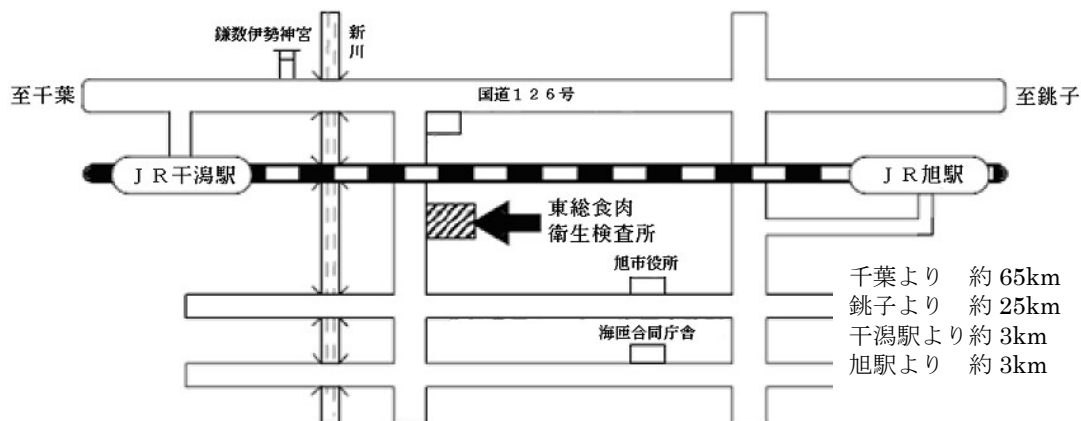 鎌数伊勢神宮
新川
至千葉
国道１２６号
至銚子
ＪＲ干潟駅
ＪＲ旭駅
東総食肉
衛生検査所
旭市役所
海匝合同庁舎
千葉より　約 65km
銚子より　約 25km
干潟駅より約 3km
旭駅より　約 3km